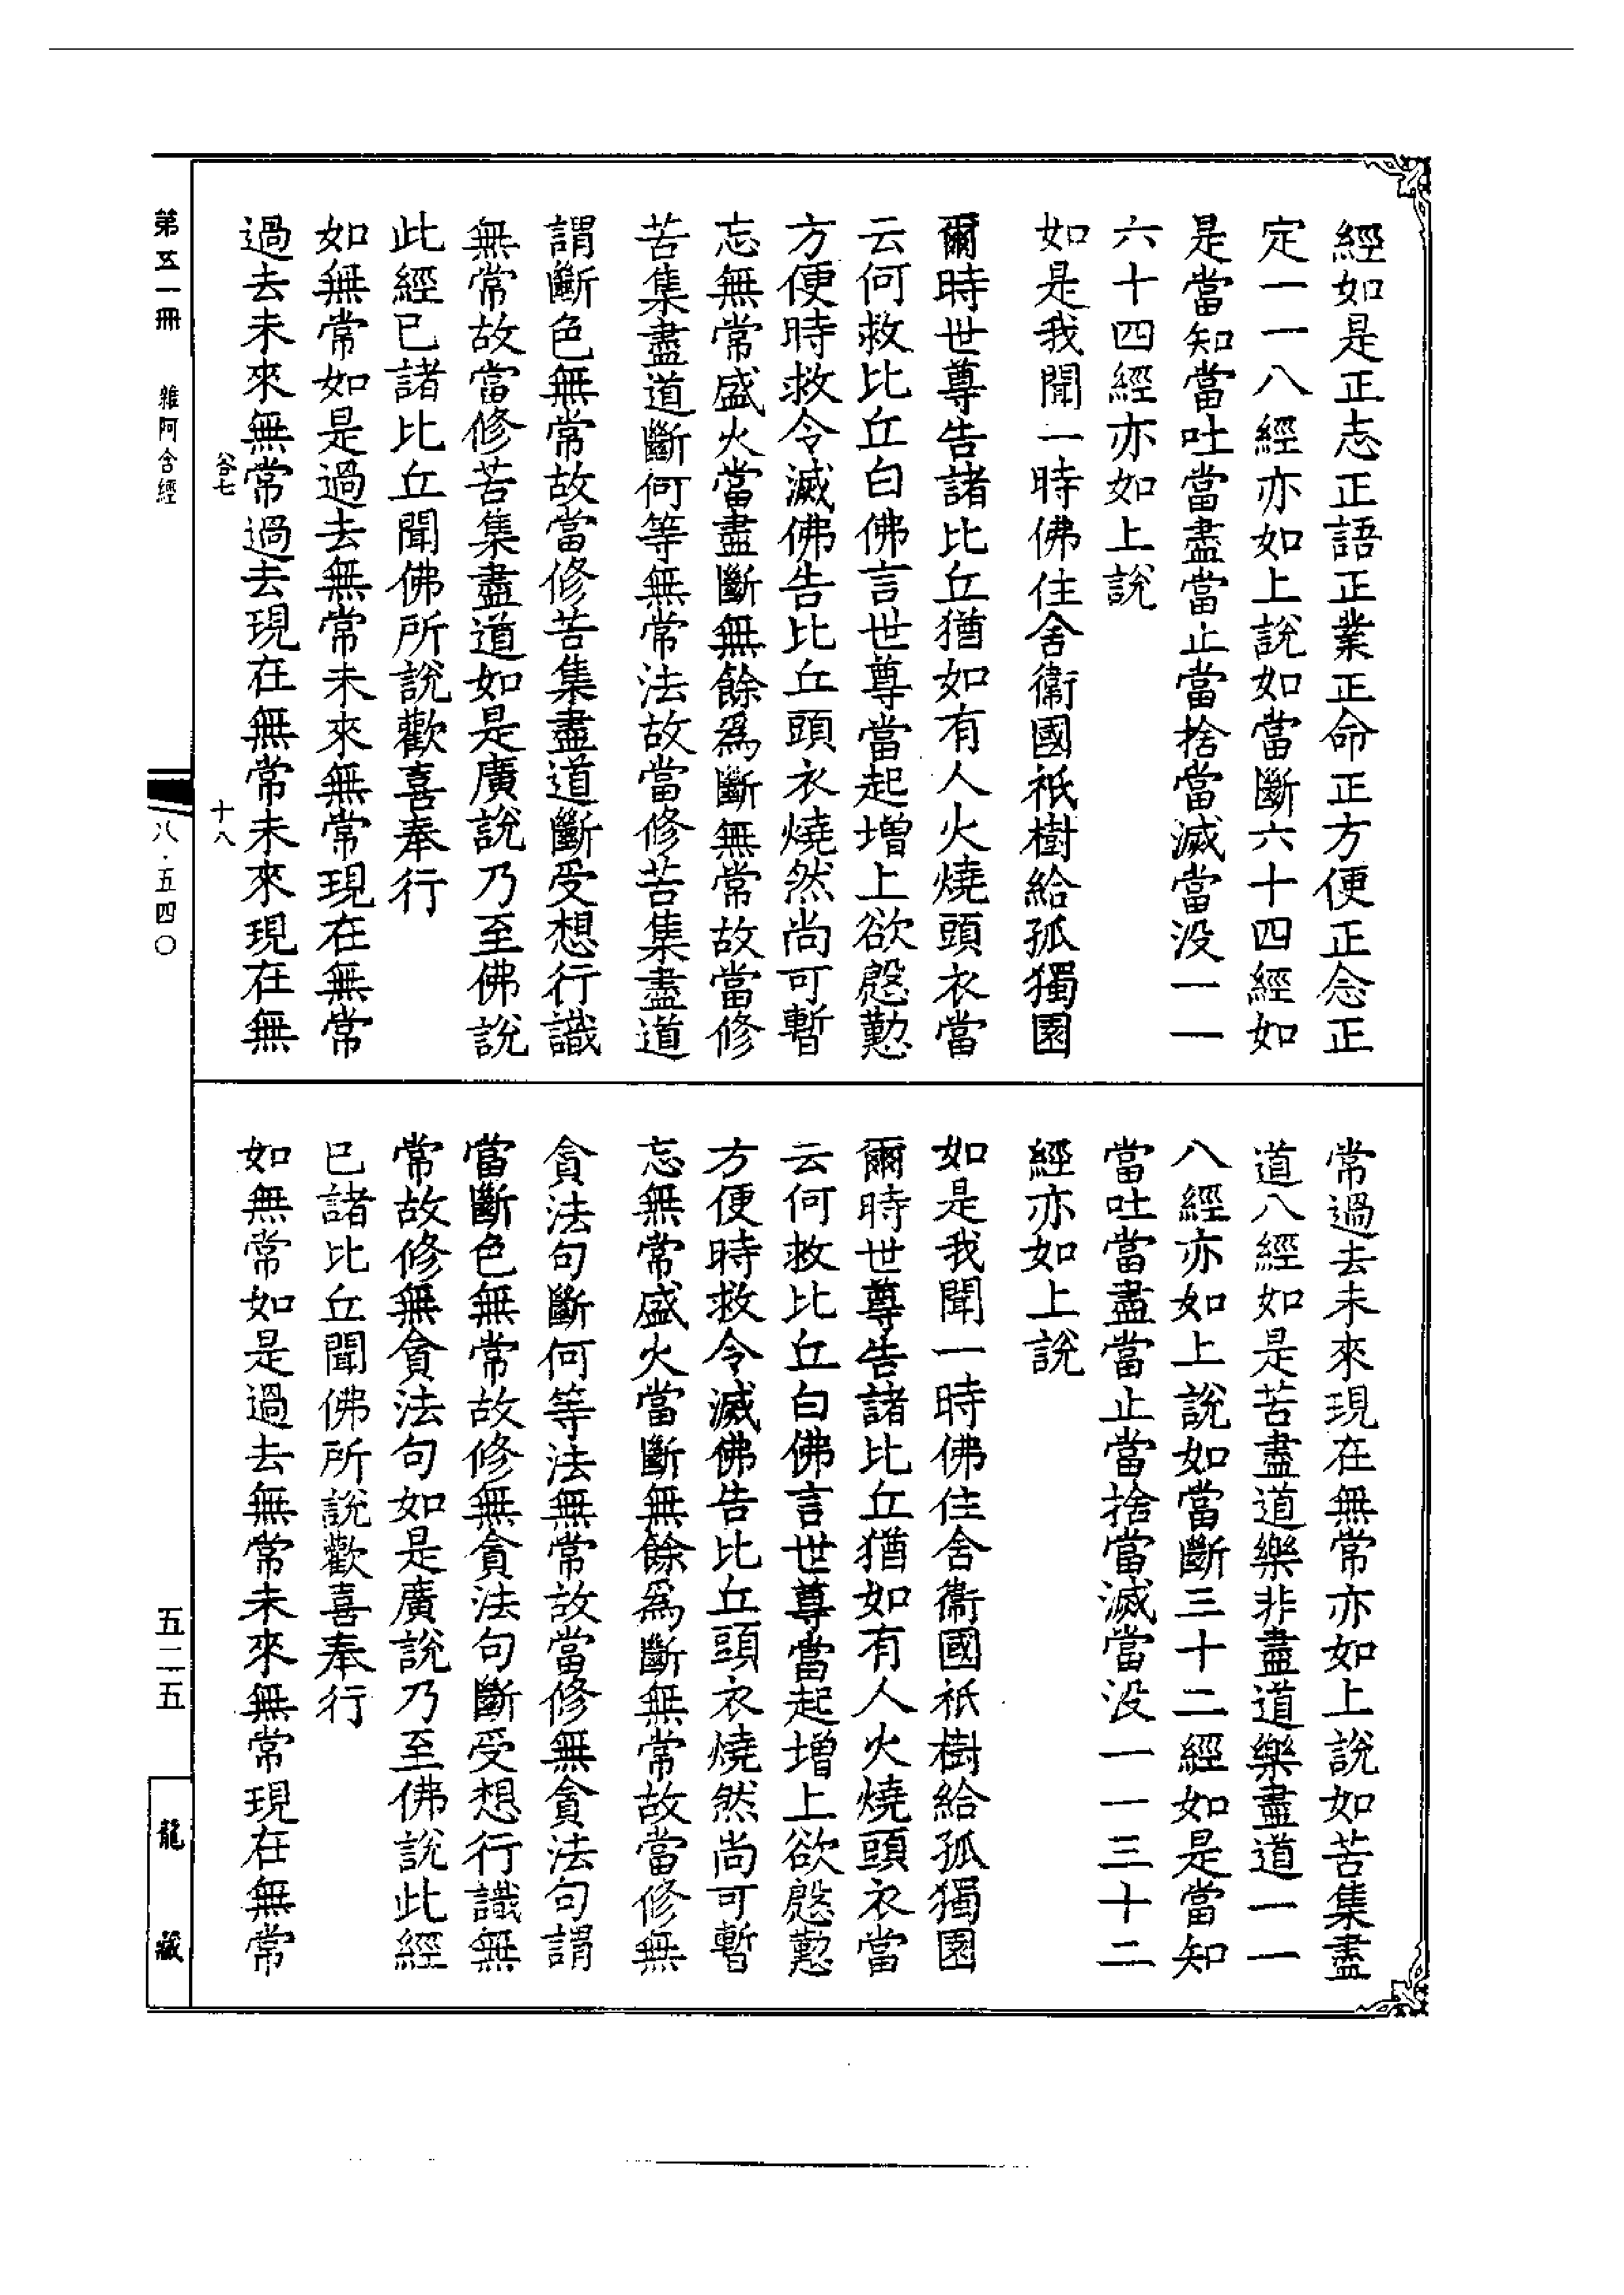 經如是正志正語正業正命正方便正念正
定一一八經亦如上說如當斷六十四經如
是當知當吐當盡當止當捨當滅當沒一一
六十四經亦如上說
如是我聞一時佛住舍衞國祇樹給孤獨園
爾時世尊告諸比丘猶如有人火燒頭衣當
云何救比丘白佛言世尊當起增上欲慇懃
方便時救令滅佛告比丘頭衣燒然尚可暫
忘無常盛火當盡斷無餘爲斷無常故當修
苦集盡道斷何等無常法故當修苦集盡道
謂斷色無常故當修苦集盡道斷受想行識
無常故當修苦集盡道如是廣說乃至佛說
此經已諸比丘聞佛所說歡喜奉行
如無常如是過去無常未來無常現在無常
過去未來無常過去現在無常未來現在無
常過去未來現在無常亦如上說如苦集盡
道八經如是苦盡道樂非盡道樂盡道一一
八經亦如上說如當斷三十二經如是當知
當吐當盡當止當捨當滅當沒一一三十二
經亦如上說
如是我聞一時佛住舍衞國祇樹給孤獨園
爾時世尊告諸比丘猶如有人火燒頭衣當
云何救比丘白佛言世尊當起增上欲慇懃
方便時救令滅佛告比丘頭衣燒然尚可暫
忘無常盛火當斷無餘爲斷無常故當修無
貪法句斷何等法無常故當修無貪法句謂
當斷色無常故修無貪法句斷受想行識無
常故修無貪法句如是廣說乃至佛說此經
已諸比丘聞佛所說歡喜奉行
如無常如是過去無常未來無常現在無常
谷七 十八
第五一冊 雜阿含經 八·五四〇 五二五 龍藏